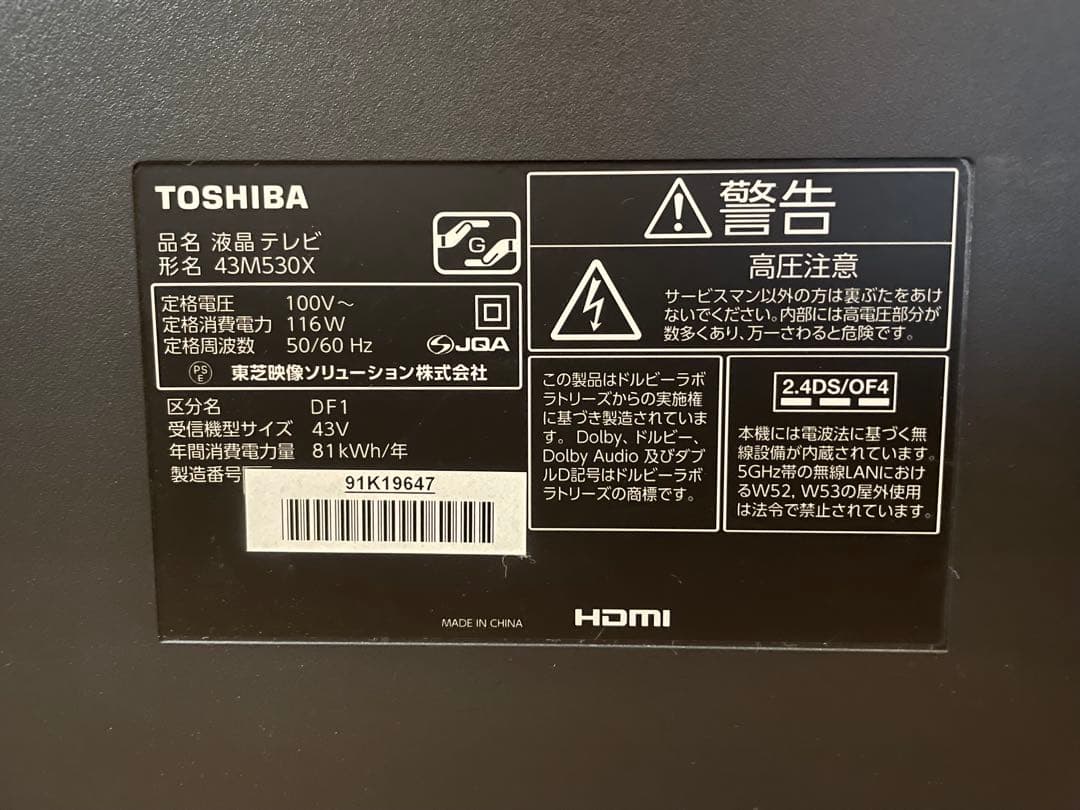 TOSHIBA
品名 液晶テレビ
形名 43M530X
G
定格電圧 100V～
定格消費電力 116W
定格周波数 50/60 Hz
JQA
PS
E
東芝映像ソリューション株式会社
区分名 DF1
受信機型サイズ 43V
年間消費電力量 81kWh/年
製造番号
91K19647
警告
高圧注意
サービスマン以外の方は裏ぶたをあけ
ないでください。内部には高電圧部分が
数多くあり、万一さわると危険です。
この製品はドルビーラボ
ラトリーズからの実施権
に基づき製造されていま
す。Dolby、ドルビー、
Dolby Audio 及びダブ
ルD記号はドルビーラボ
ラトリーズの商標です。
2.4DS/OF4
本機には電波法に基づく無
線設備が内蔵されています。
5GHz帯の無線LANにおけ
るW52, W53の屋外使用
は法令で禁止されています。
MADE IN CHINA
HDMI